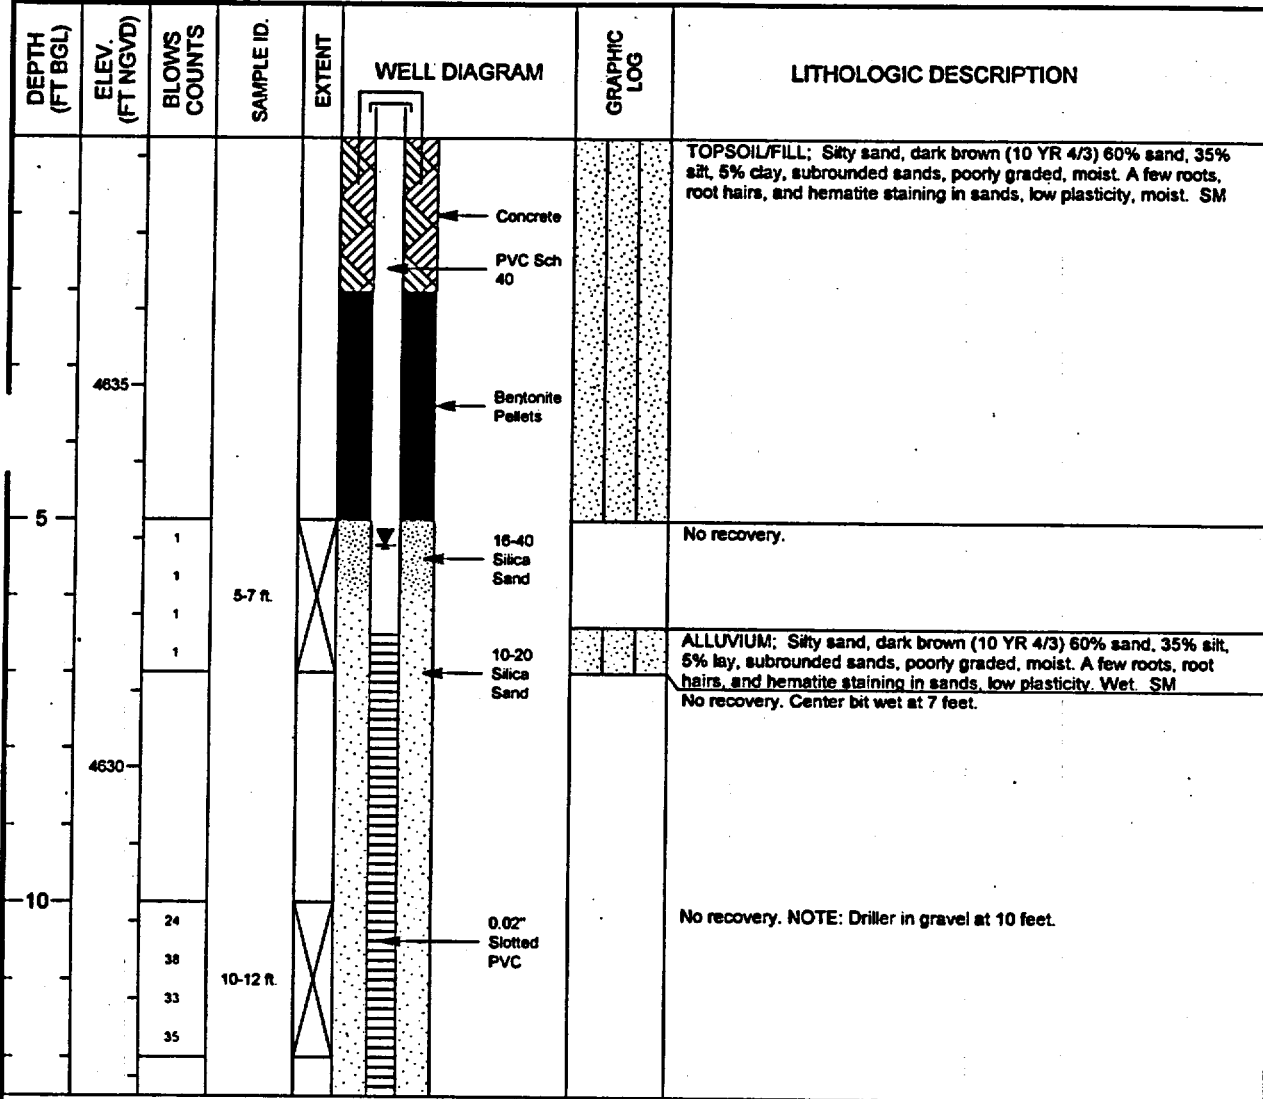 DEPTH
(FT BGL)
ELEV.
(FT NGVD)
BLOWS
COUNTS
SAMPLE ID.
EXTENT
WELL DIAGRAM
GRAPHIC
LOG
LITHOLOGIC DESCRIPTION
TOPSOIL/FILL; Silty sand, dark brown (10 YR 4/3) 60% sand, 35%
silt, 5% clay, subrounded sands, poorly graded, moist. A few roots,
root hairs, and hematite staining in sands, low plasticity, moist. SM
Concrete
PVC Sch
40
4635
Bentonite
Pellets
5
1
1
1
1
5-7 ft.
16-40
Silica
Sand
No recovery.
10-20
Silica
Sand
ALLUVIUM; Silty sand, dark brown (10 YR 4/3) 60% sand, 35% silt,
5% lay, subrounded sands, poorly graded, moist. A few roots, root
hairs, and hematite staining in sands, low plasticity. Wet. SM
No recovery. Center bit wet at 7 feet.
4630
10
24
38
33
35
10-12 ft.
0.02"
Slotted
PVC
No recovery. NOTE: Driller in gravel at 10 feet.